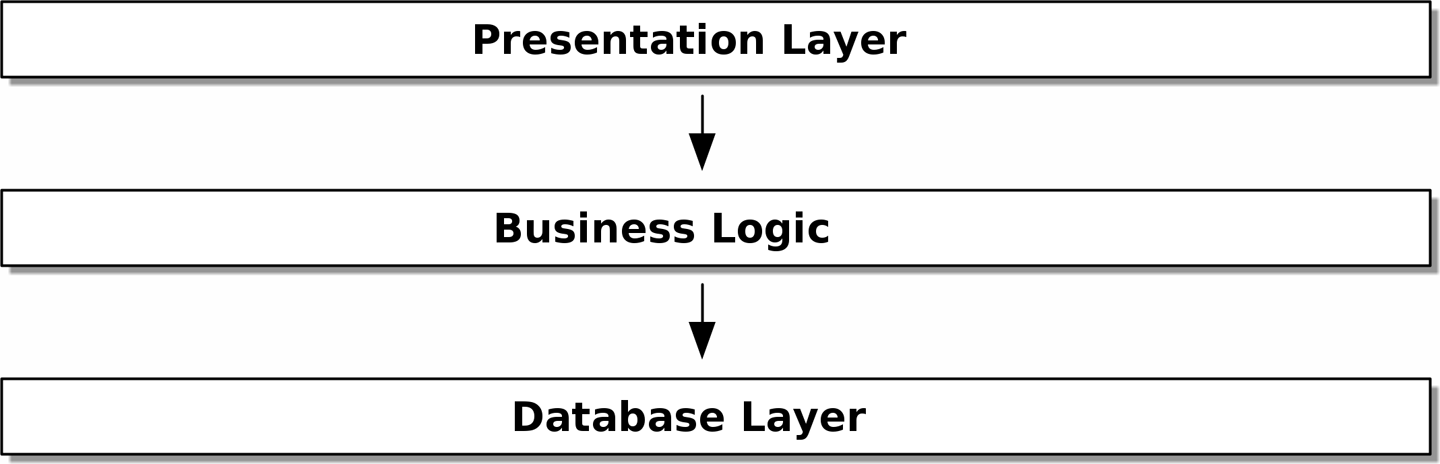 Presentation Layer
Business Logic
Database Layer